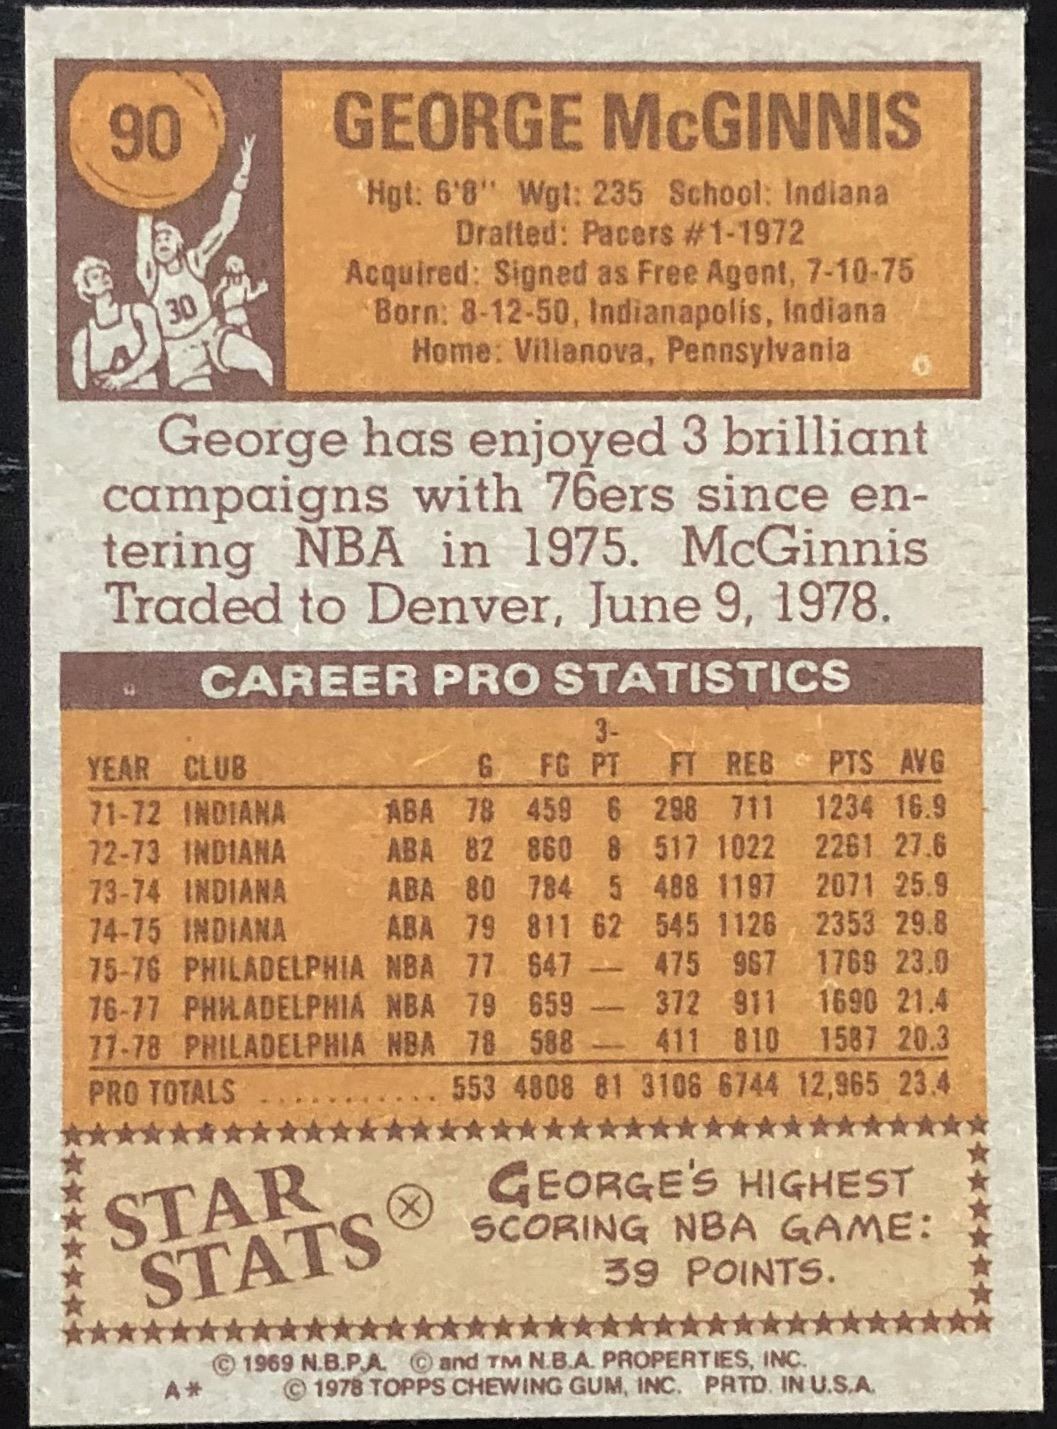 90
GEORGE McGINNIS
Hgt: 6'8" Wgt: 235 School: Indiana
Drafted: Pacers #1-1972
Acquired: Signed as Free Agent, 7-10-75
Born: 8-12-50, Indianapolis, Indiana
Home: Villanova, Pennsylvania
30
George has enjoyed 3 brilliant
campaigns with 76ers since en-
tering NBA in 1975. McGinnis
Traded to Denver, June 9, 1978.
CAREER PRO STATISTICS
3-
YEAR CLUB G FG PT FT REB PTS AVG
71-72 INDIANA ABA 78 459 6 298 711 1234 16.9
72-73 INDIANA ABA 82 860 8 517 1022 2261 27.6
73-74 INDIANA ABA 80 784 5 488 1197 2071 25.9
74-75 INDIANA ABA 79 811 62 545 1126 2353 29.8
75-76 PHILADELPHIA NBA 77 647 — 475 967 1769 23.0
76-77 PHILADELPHIA NBA 79 659 — 372 911 1690 21.4
77-78 PHILADELPHIA NBA 78 588 — 411 810 1587 20.3
PRO TOTALS ........... 553 4808 81 3106 6744 12,965 23.4
STAR
STATS
GEORGE'S HIGHEST
SCORING NBA GAME:
39 POINTS.
© 1969 N.B.P.A. © and TM N.B.A. PROPERTIES, INC.
A* © 1978 TOPPS CHEWING GUM, INC. PRTD. IN U.S.A.